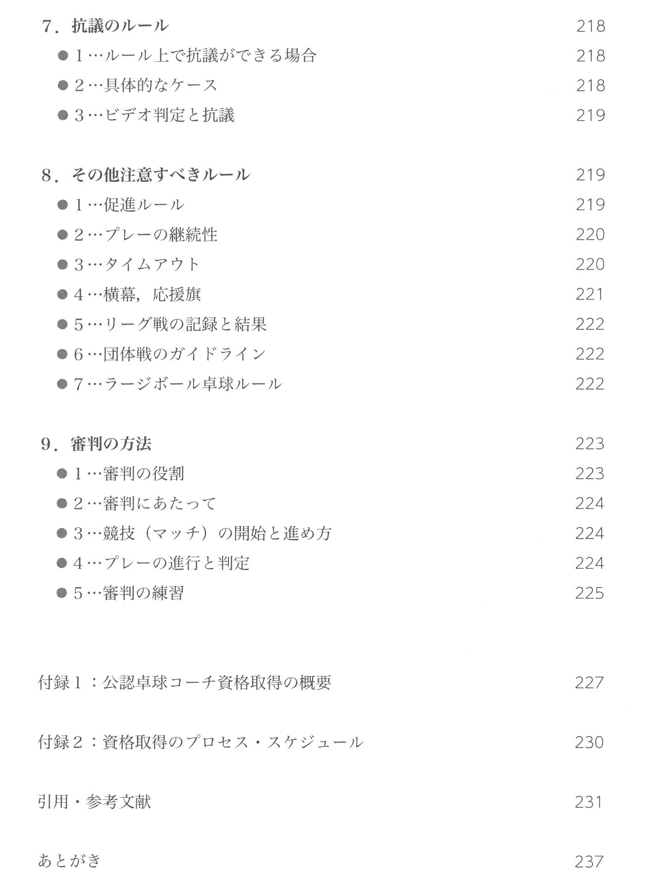 ７．抗議のルール 218
●１…ルール上で抗議ができる場合 218
●２…具体的なケース 218
●３…ビデオ判定と抗議 219
８．その他注意すべきルール 219
●１…促進ルール 219
●２…プレーの継続性 220
●３…タイムアウト 220
●４…横幕，応援旗 221
●５…リーグ戦の記録と結果 222
●６…団体戦のガイドライン 222
●７…ラージボール卓球ルール 222
９．審判の方法 223
●１…審判の役割 223
●２…審判にあたって 224
●３…競技（マッチ）の開始と進め方 224
●４…プレーの進行と判定 224
●５…審判の練習 225
付録１：公認卓球コーチ資格取得の概要 227
付録２：資格取得のプロセス・スケジュール 230
引用・参考文献 231
あとがき 237